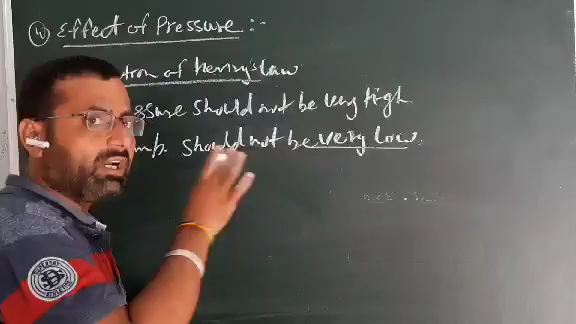 (4) Effect of Pressure :-
tion of Henry's law
ssure should not be very high
mp. should not be very low.